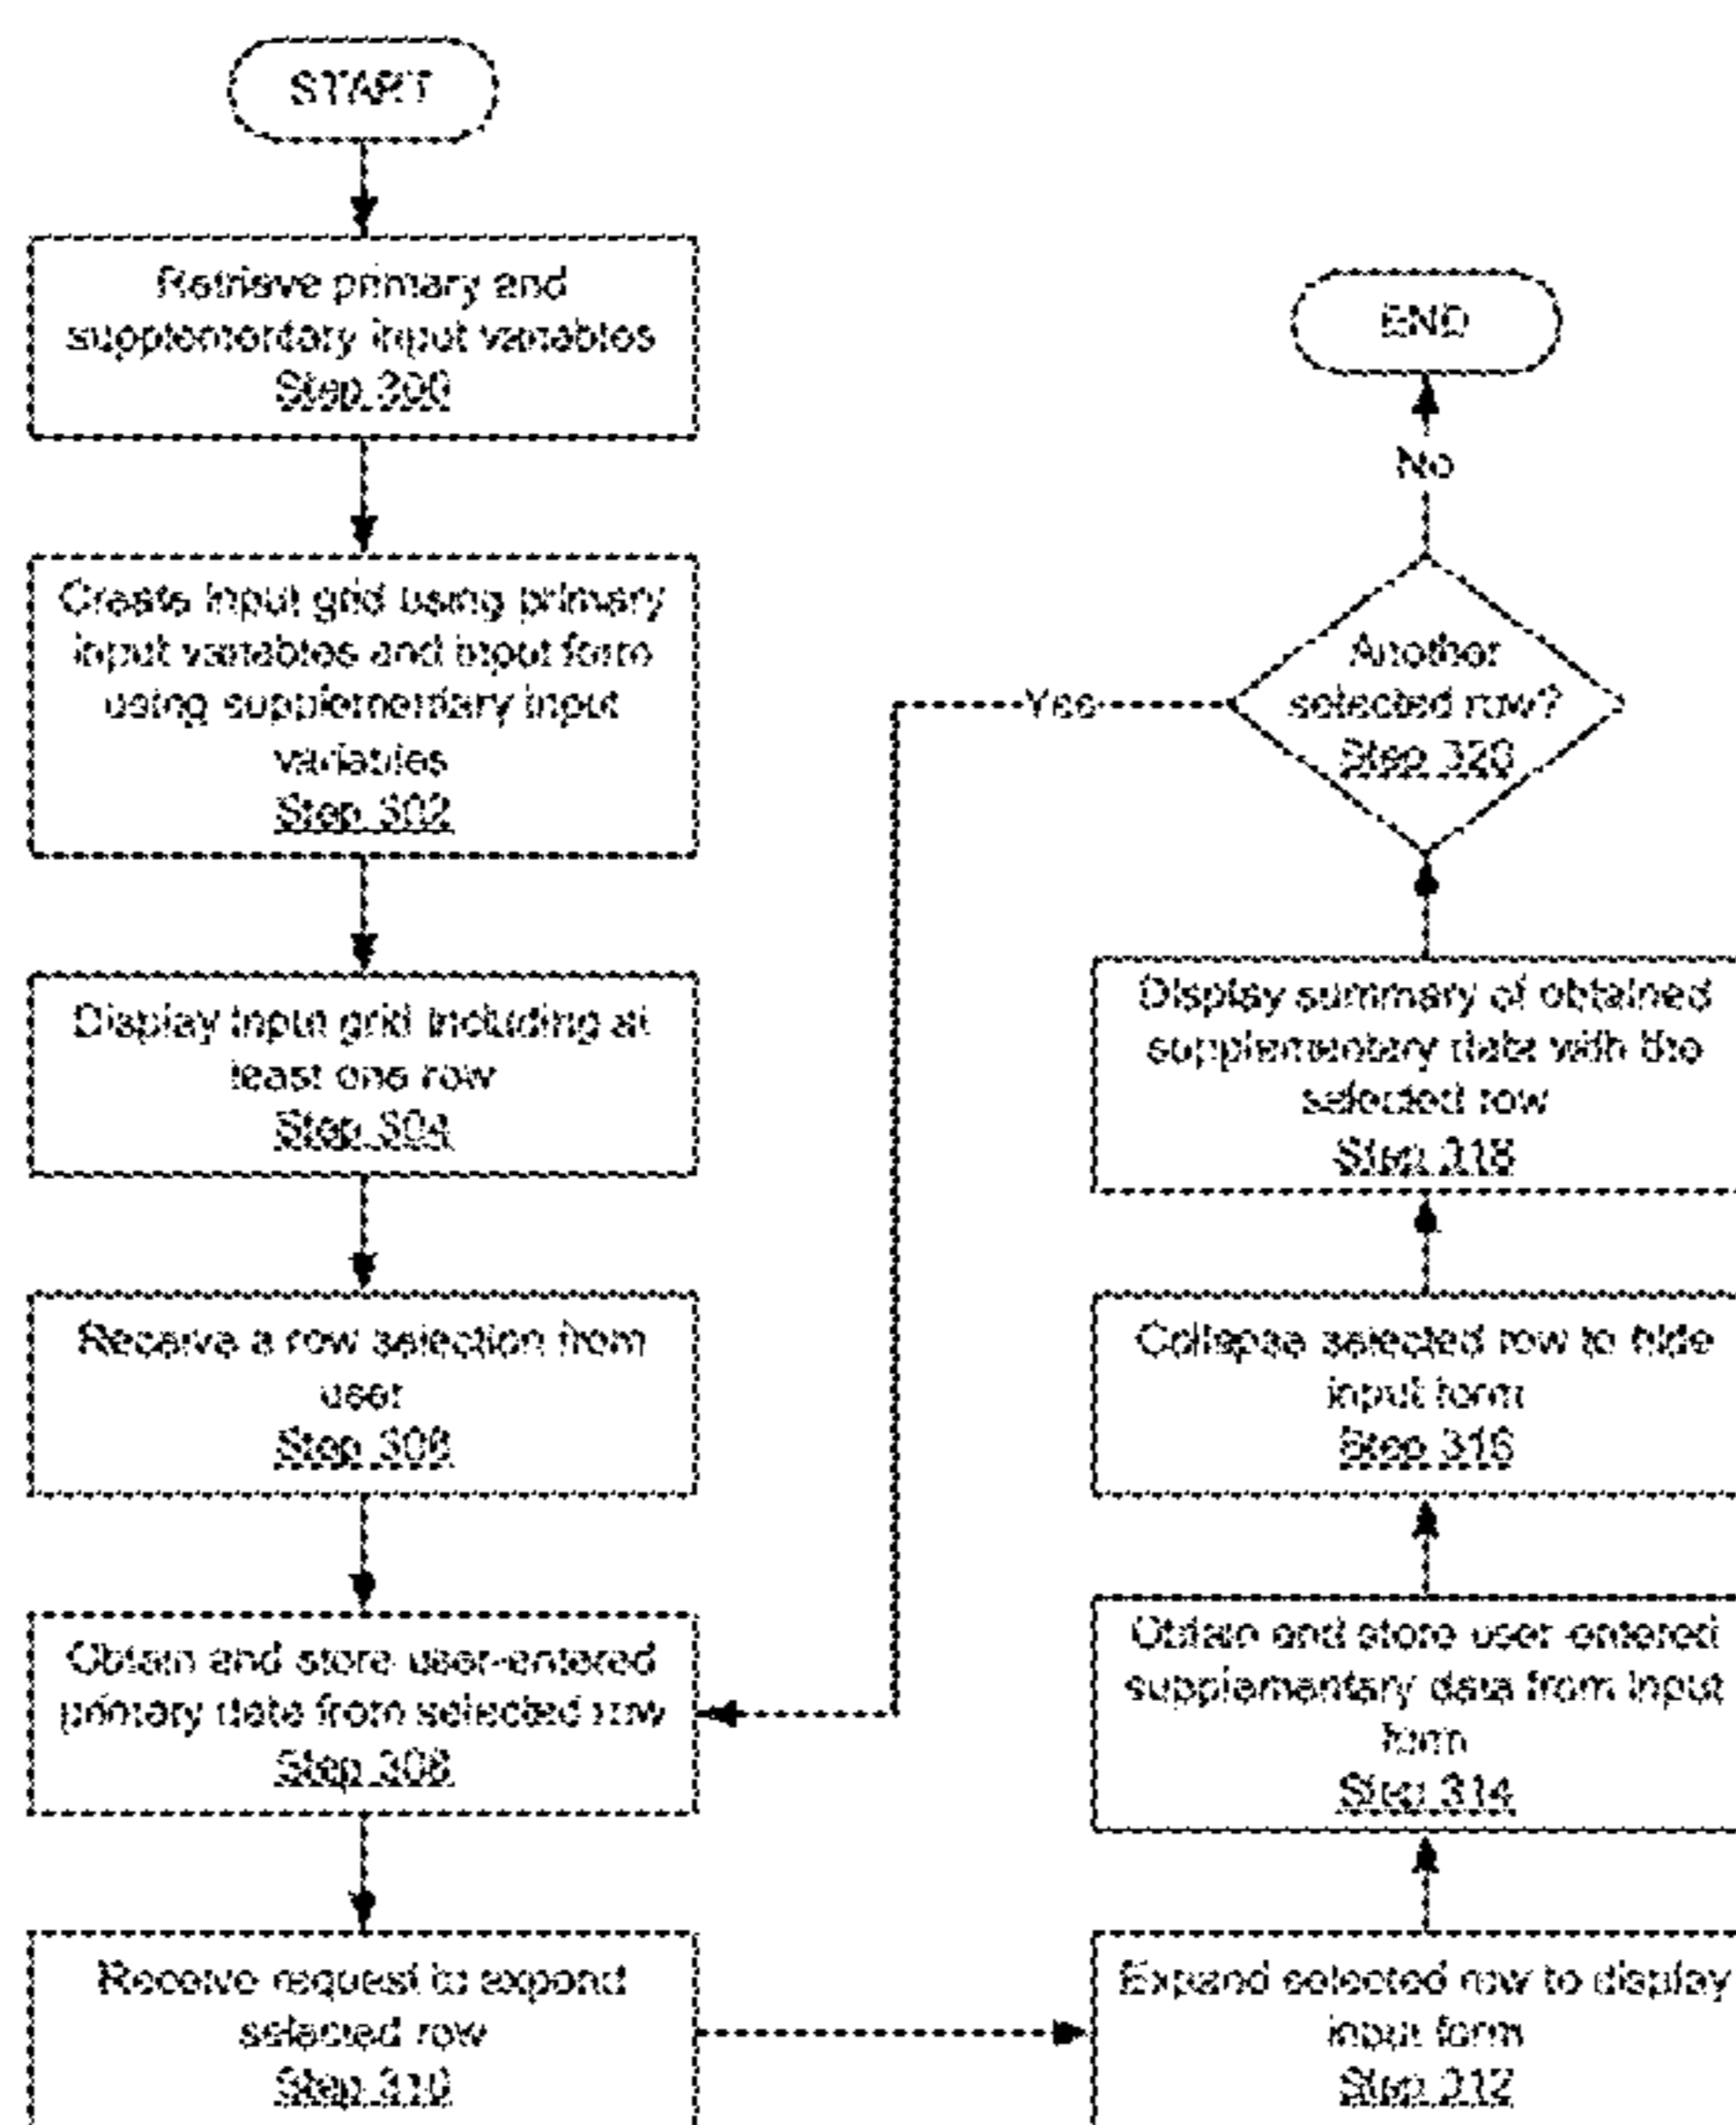 START
Retrieve primary and
supplementary input variables
Step 300
Create input grid using primary
input variables and input form
using supplementary input
variables
Step 302
Display input grid including at
least one row
Step 304
Receive a row selection from
user
Step 306
Obtain and store user-entered
primary data from selected row
Step 308
Receive request to expand
selected row
Step 310
END
No
Another
selected row?
Step 320
Yes
Display summary of obtained
supplementary data with the
selected row
Step 318
Collapse selected row to hide
input form
Step 316
Obtain and store user-entered
supplementary data from input
form
Step 314
Expand selected row to display
input form
Step 312